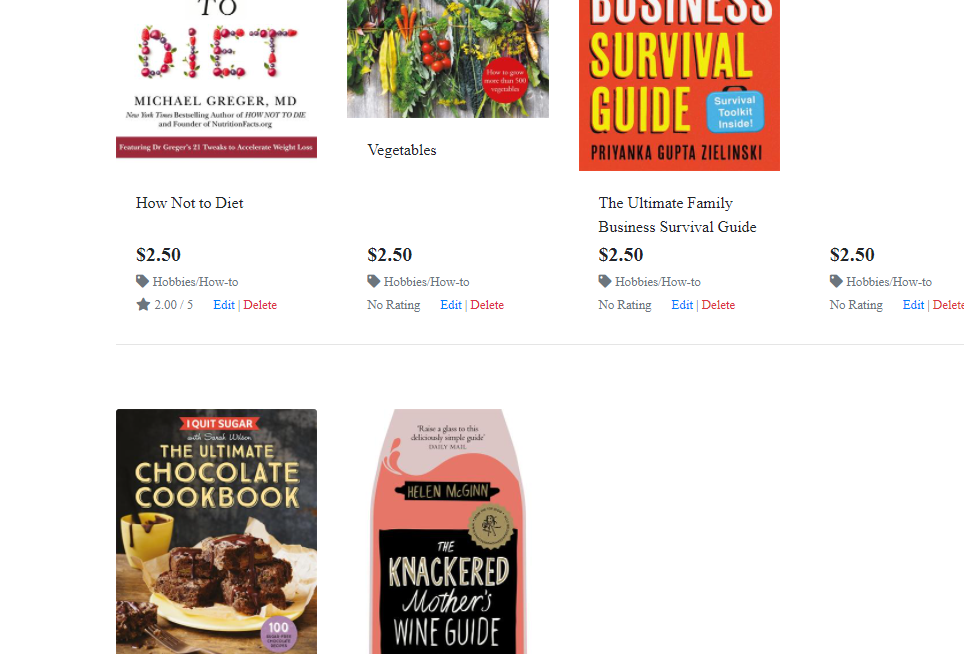 TO
DIET
MICHAEL GREGER, MD
New York Times Bestselling Author of HOW NOT TO DIE
and Founder of NutritionFacts.org
Featuring Dr Greger's 21 Tweaks to Accelerate Weight Loss
How to grow
more than 500
vegetables
BUSINESS
SURVIVAL
GUIDE
Survival
Toolkit
Inside!
PRIYANKA GUPTA ZIELINSKI
Vegetables
How Not to Diet
The Ultimate Family
Business Survival Guide
$2.50
$2.50
$2.50
$2.50
Hobbies/How-to
Hobbies/How-to
Hobbies/How-to
Hobbies/How-to
2.00 / 5 Edit | Delete
No Rating Edit | Delete
No Rating Edit | Delete
No Rating Edit | Delete
I QUIT SUGAR
with Sarah Wilson
THE ULTIMATE
CHOCOLATE
COOKBOOK
100
SUGAR-FREE
CHOCOLATE
RECIPES
'Raise a glass to this
deliciously simple guide'
DAILY MAIL
HELEN McGINN
THE
KNACKERED
Mother's
WINE GUIDE